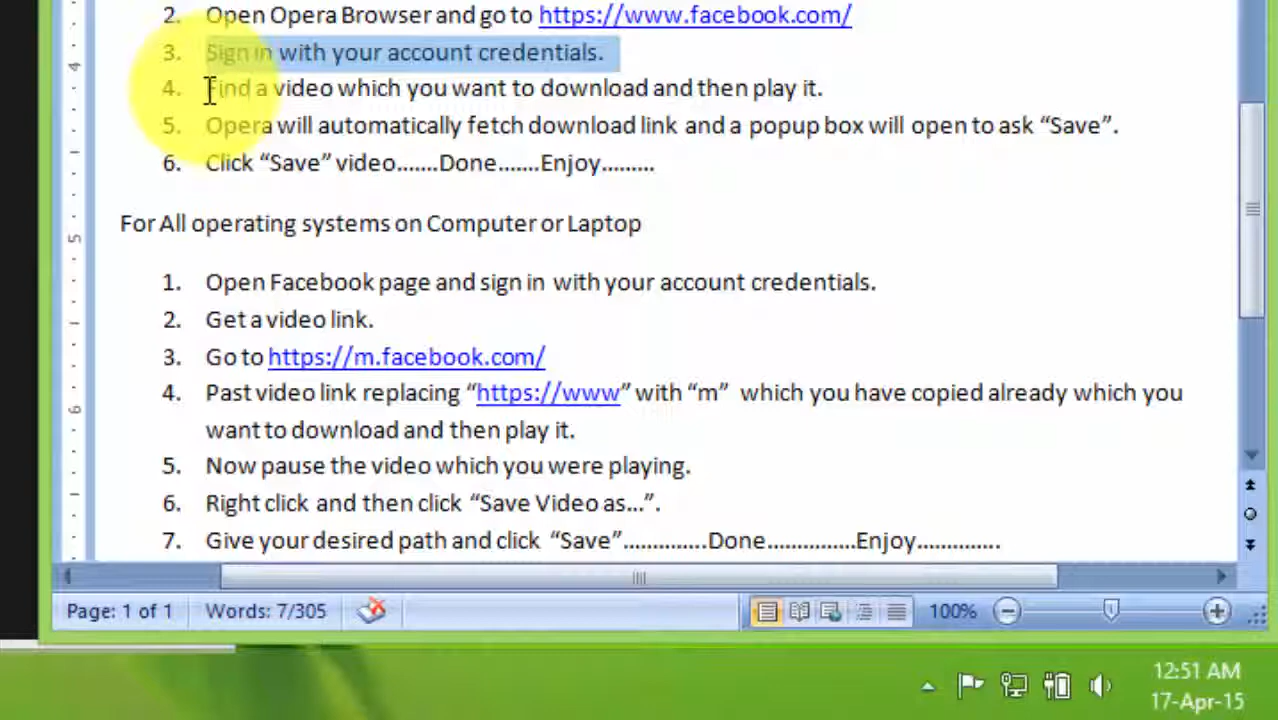 2. Open Opera Browser and go to https://www.facebook.com/
3. Sign in with your account credentials.
4. Find a video which you want to download and then play it.
5. Opera will automatically fetch download link and a popup box will open to ask “Save”.
6. Click “Save” video.......Done.......Enjoy.........
For All operating systems on Computer or Laptop
1. Open Facebook page and sign in with your account credentials.
2. Get a video link.
3. Go to https://m.facebook.com/
4. Past video link replacing “https://www” with “m” which you have copied already which you
want to download and then play it.
5. Now pause the video which you were playing.
6. Right click and then click “Save Video as...”.
7. Give your desired path and click “Save”..............Done...............Enjoy..............
4
5
6
Page: 1 of 1 Words: 7/305 100%
12:51 AM
17-Apr-15